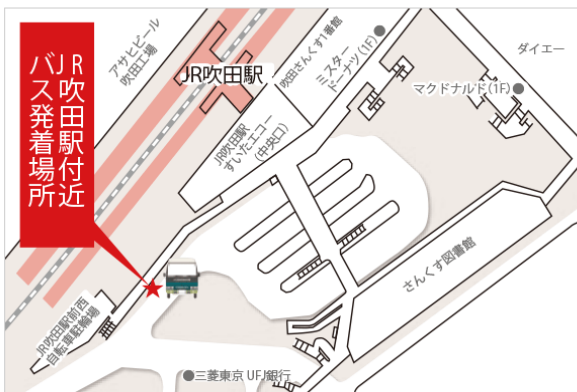 JR吹田駅付近
バス発着場所
アサヒビール
吹田工場
JR吹田駅
吹田さんくす1番館
ミスター
ドーナツ(1F)
ダイエー
マクドナルド(1F)
JR吹田駅
すいたエコー
(中央口)
さんくす図書館
JR吹田駅前西
自転車駐輪場
三菱東京UFJ銀行